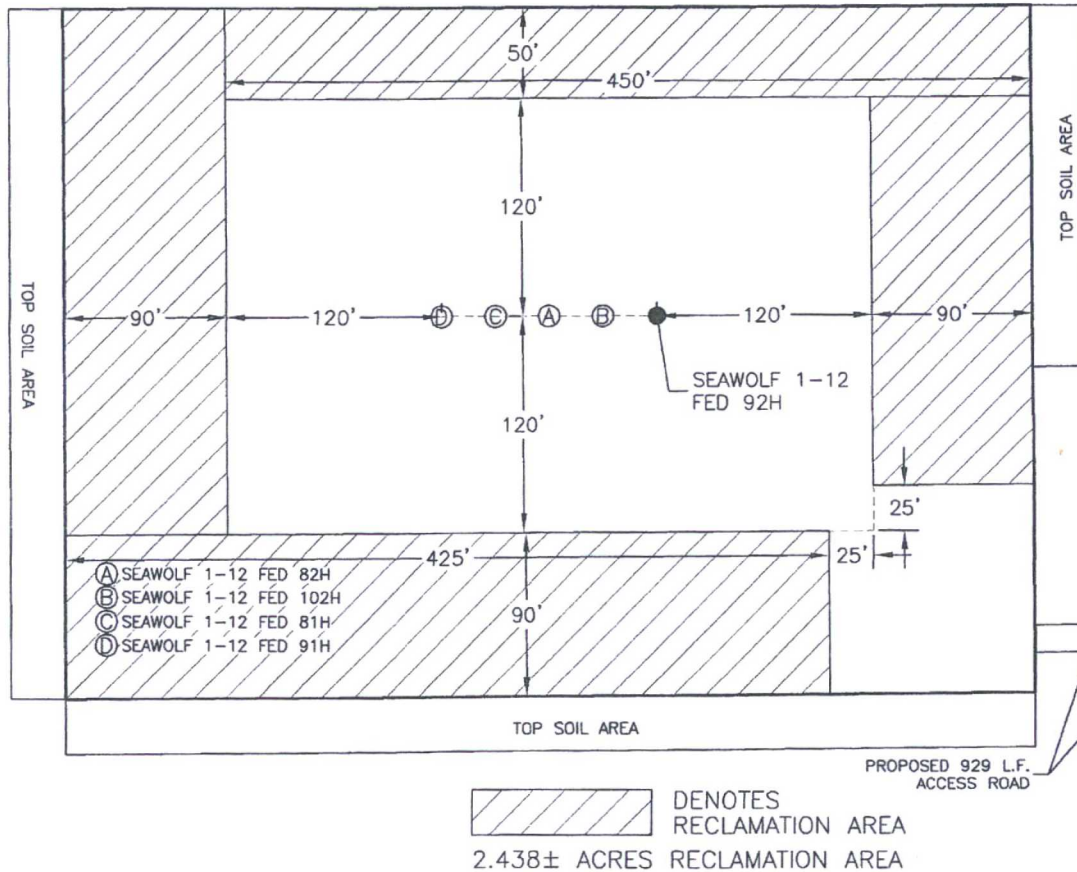 50'
450'
TOP SOIL AREA
120'
TOP SOIL AREA
90'
120'
D
C
A
B
120'
90'
SEAWOLF 1-12
FED 92H
120'
25'
425'
25'
A SEAWOLF 1-12 FED 82H
B SEAWOLF 1-12 FED 102H
C SEAWOLF 1-12 FED 81H
D SEAWOLF 1-12 FED 91H
90'
TOP SOIL AREA
PROPOSED 929 L.F.
ACCESS ROAD
DENOTES
RECLAMATION AREA
2.438± ACRES RECLAMATION AREA